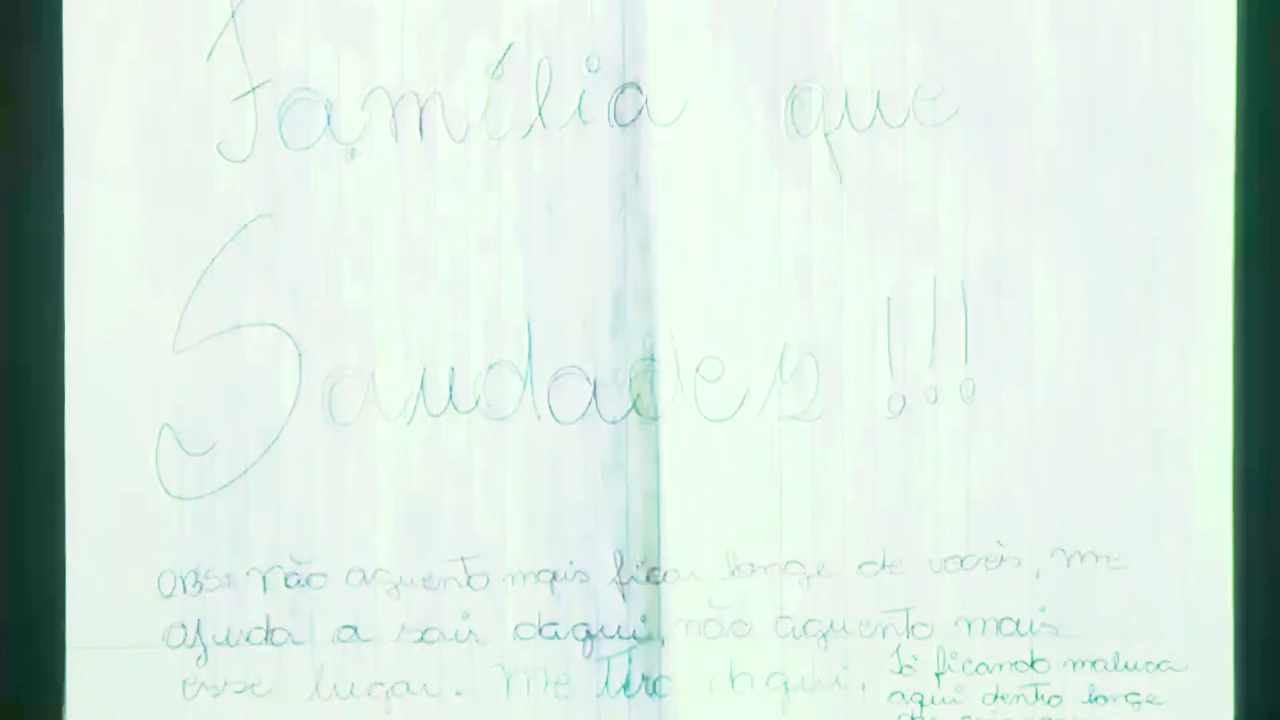 Família que
Saudades !!!
OBS: não aguento mais ficar longe de vocês, me
ajuda a sair daqui, não aguento mais
esse lugar. Me tira daqui.
Tô ficando maluca
aqui dentro longe